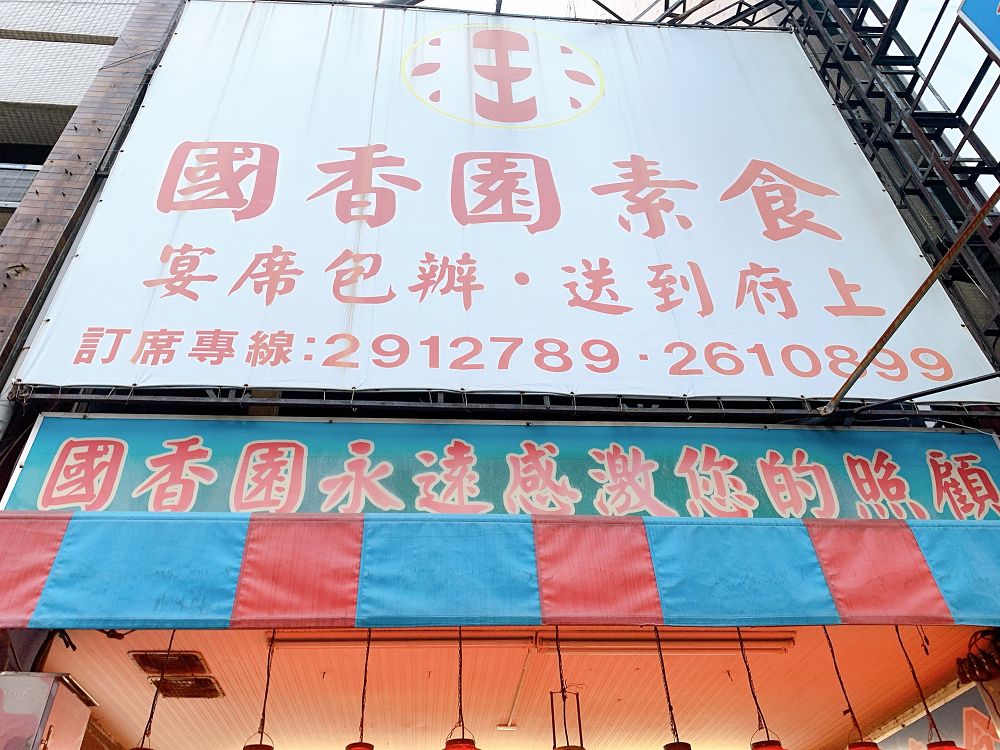 國香園素食
宴席包辦·送到府上
訂席專線:2912789·2610899
國香園永遠感激您的照顧